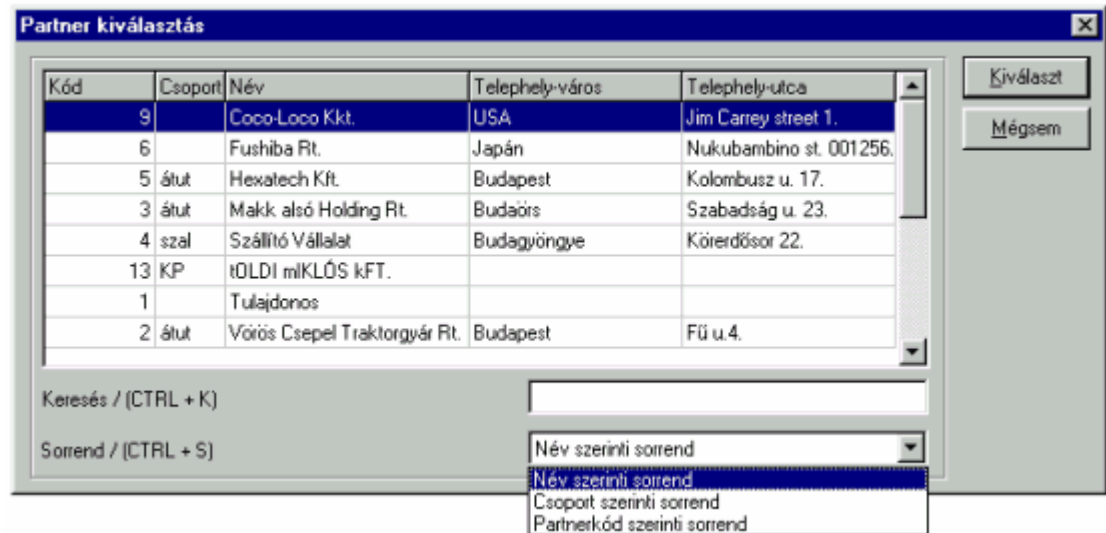 Partner kiválasztás
Kód Csoport Név Telephely-város Telephely-utca
9 Coco-Loco Kkt. USA Jim Carrey street 1.
6 Fushiba Rt. Japán Nukubambino st. 001256.
5 átut Hexatech Kft. Budapest Kolombusz u. 17.
3 átut Makk alsó Holding Rt. Budaörs Szabadság u. 23.
4 szal Szállító Vállalat Budagyöngye Körerdősor 22.
13 KP tOLDI mIKLÓS kFT.
1 Tulajdonos
2 átut Vörös Csepel Traktorgyár Rt. Budapest Fű u.4.
Kiválaszt
Mégsem
Keresés / (CTRL + K)
Sorrend / (CTRL + S) Név szerinti sorrend
Név szerinti sorrend
Csoport szerinti sorrend
Partnerkód szerinti sorrend